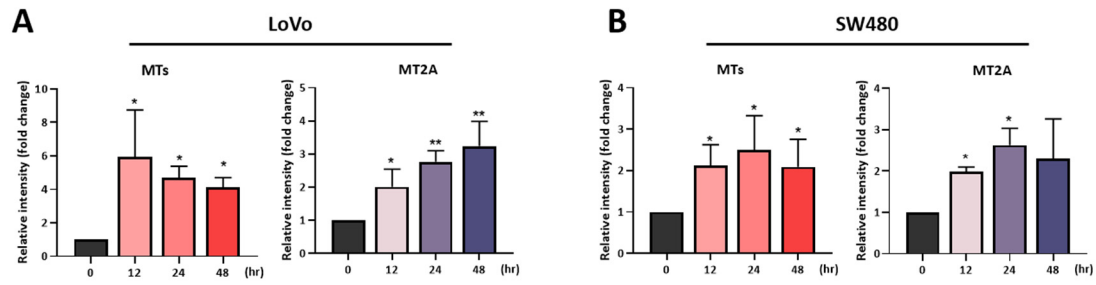 A
LoVo
B
SW480
MTs
MT2A
MTs
MT2A
Relative intensity (fold change)
10
8
6
4
2
0
*
*
*
0 12 24 48 (hr)
Relative intensity (fold change)
5
4
3
2
1
0
*
**
**
0 12 24 48 (hr)
Relative intensity (fold change)
4
3
2
1
0
*
*
*
0 12 24 48 (hr)
Relative intensity (fold change)
4
3
2
1
0
*
*
0 12 24 48 (hr)